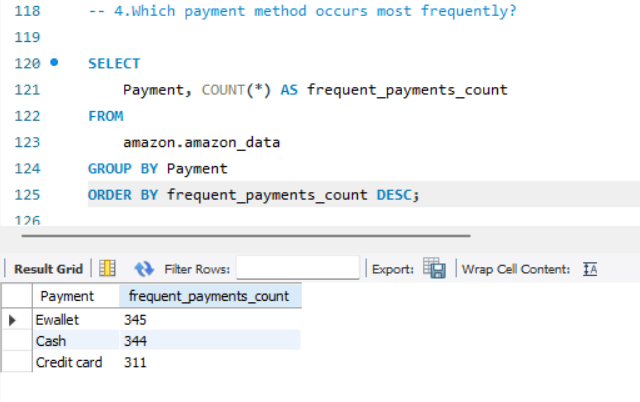 118 -- 4.Which payment method occurs most frequently?
119
120 SELECT
121 Payment, COUNT(*) AS frequent_payments_count
122 FROM
123 amazon.amazon_data
124 GROUP BY Payment
125 ORDER BY frequent_payments_count DESC;
126
Result Grid Filter Rows: Export: Wrap Cell Content: IA
Payment frequent_payments_count
Ewallet 345
Cash 344
Credit card 311